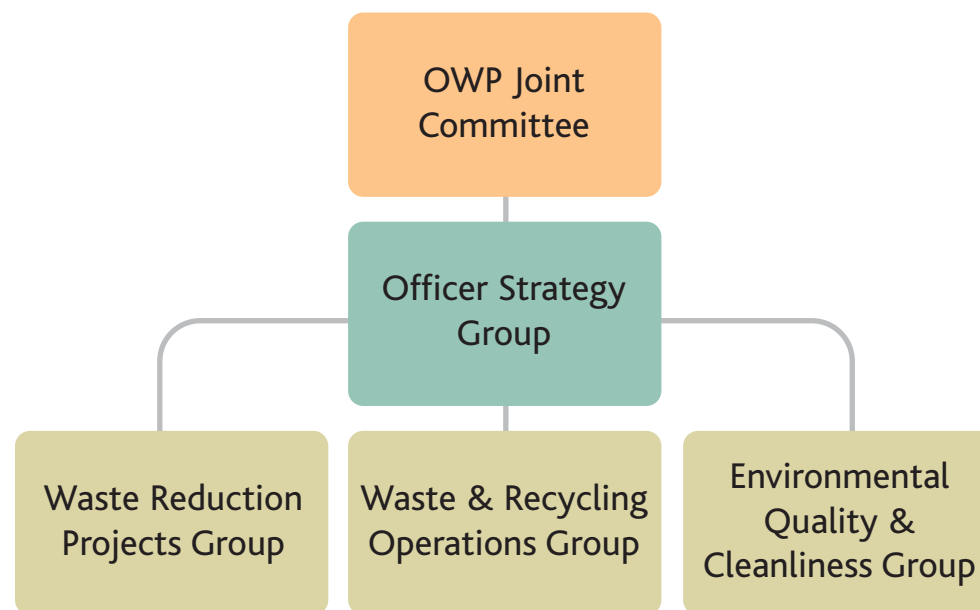 OWP Joint
Committee
Officer Strategy
Group
Waste Reduction
Projects Group
Waste & Recycling
Operations Group
Environmental
Quality &
Cleanliness Group